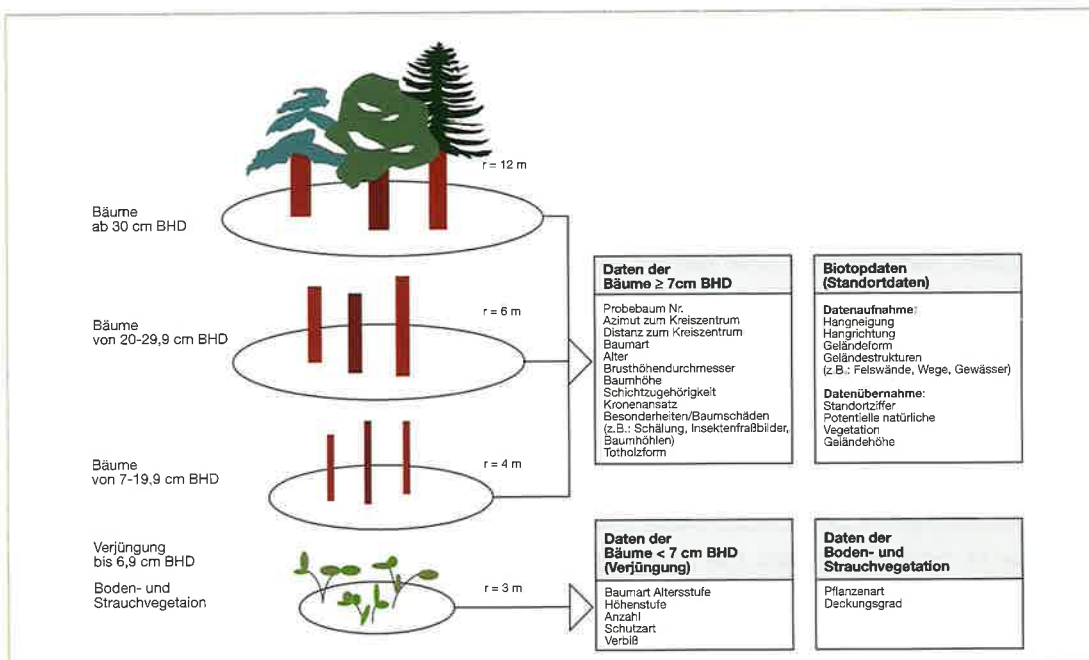 Bäume
ab 30 cm BHD
r = 12 m
Bäume
von 20-29,9 cm BHD
r = 6 m
Bäume
von 7-19,9 cm BHD
r = 4 m
Verjüngung
bis 6,9 cm BHD
Boden- und
Strauchvegetaion
r = 3 m
Daten der
Bäume ≥ 7cm BHD
Probebaum Nr.
Azimut zum Kreiszentrum
Distanz zum Kreiszentrum
Baumart
Alter
Brusthöhendurchmesser
Baumhöhe
Schichtzugehörigkeit
Kronenansatz
Besonderheiten/Baumschäden
(z.B.: Schälung, Insektenfraßbilder,
Baumhöhlen)
Totholzform
Biotopdaten
(Standortdaten)
Datenaufnahme:
Hangneigung
Hangrichtung
Geländeform
Geländestrukturen
(z.B.: Felswände, Wege, Gewässer)
Datenübernahme:
Standortziffer
Potentielle natürliche
Vegetation
Geländehöhe
Daten der
Bäume < 7 cm BHD
(Verjüngung)
Baumart Altersstufe
Höhenstufe
Anzahl
Schutzart
Verbiß
Daten der
Boden- und
Strauchvegetation
Pflanzenart
Deckungsgrad